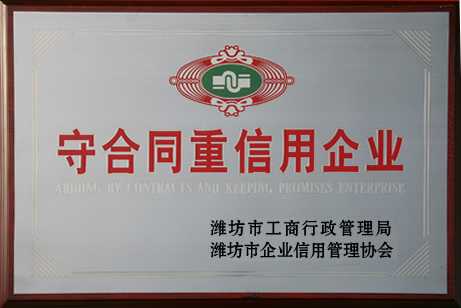 守合同重信用企业
ABIDING BY CONTRACTS AND KEEPING PROMISES ENTERPRISE
潍坊市工商行政管理局
潍坊市企业信用管理协会